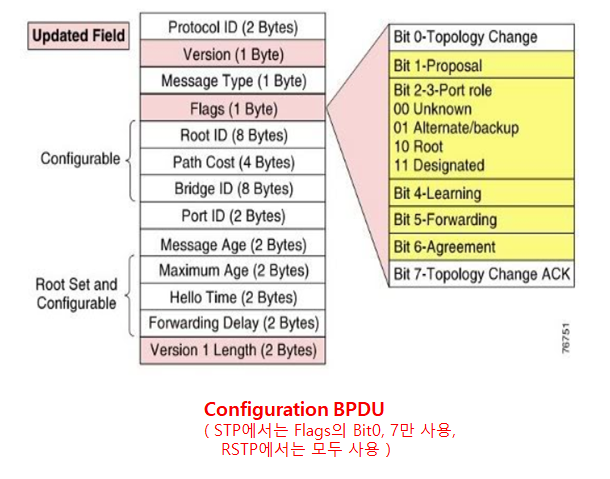 Updated Field
Protocol ID (2 Bytes)
Version (1 Byte)
Message Type (1 Byte)
Flags (1 Byte)
Root ID (8 Bytes)
Path Cost (4 Bytes)
Bridge ID (8 Bytes)
Port ID (2 Bytes)
Message Age (2 Bytes)
Maximum Age (2 Bytes)
Hello Time (2 Bytes)
Forwarding Delay (2 Bytes)
Version 1 Length (2 Bytes)
Configurable
Root Set and
Configurable
Bit 0-Topology Change
Bit 1-Proposal
Bit 2-3-Port role
00 Unknown
01 Alternate/backup
10 Root
11 Designated
Bit 4-Learning
Bit 5-Forwarding
Bit 6-Agreement
Bit 7-Topology Change ACK
76751
Configuration BPDU
( STP에서는 Flags의 Bit0, 7만 사용,
RSTP에서는 모두 사용 )